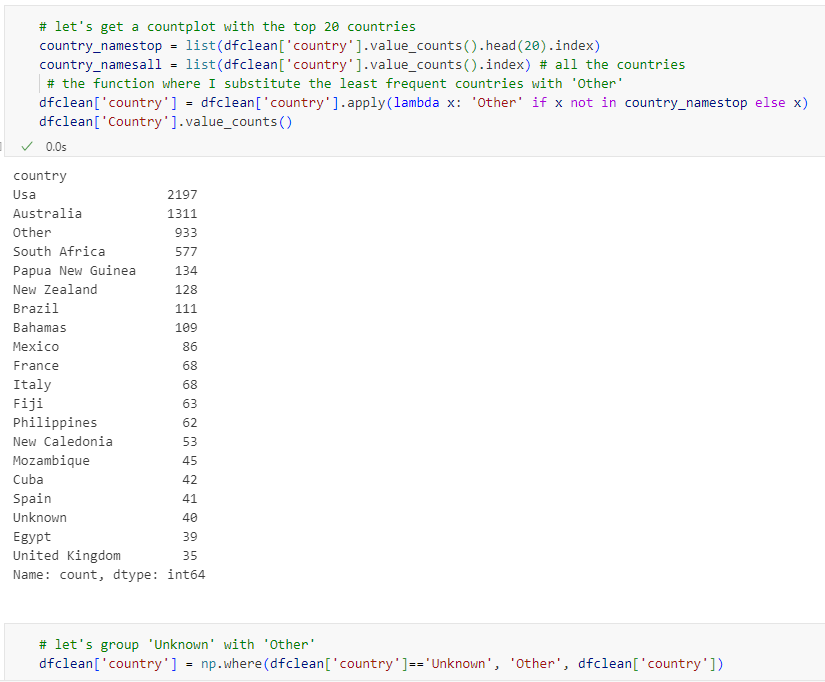 # let's get a countplot with the top 20 countries
country_namestop = list(dfclean['country'].value_counts().head(20).index)
country_namesall = list(dfclean['country'].value_counts().index) # all the countries
# the function where I substitute the least frequent countries with 'Other'
dfclean['country'] = dfclean['country'].apply(lambda x: 'Other' if x not in country_namestop else x)
dfclean['Country'].value_counts()
0.0s
country
Usa 2197
Australia 1311
Other 933
South Africa 577
Papua New Guinea 134
New Zealand 128
Brazil 111
Bahamas 109
Mexico 86
France 68
Italy 68
Fiji 63
Philippines 62
New Caledonia 53
Mozambique 45
Cuba 42
Spain 41
Unknown 40
Egypt 39
United Kingdom 35
Name: count, dtype: int64
# let's group 'Unknown' with 'Other'
dfclean['country'] = np.where(dfclean['country']=='Unknown', 'Other', dfclean['country'])